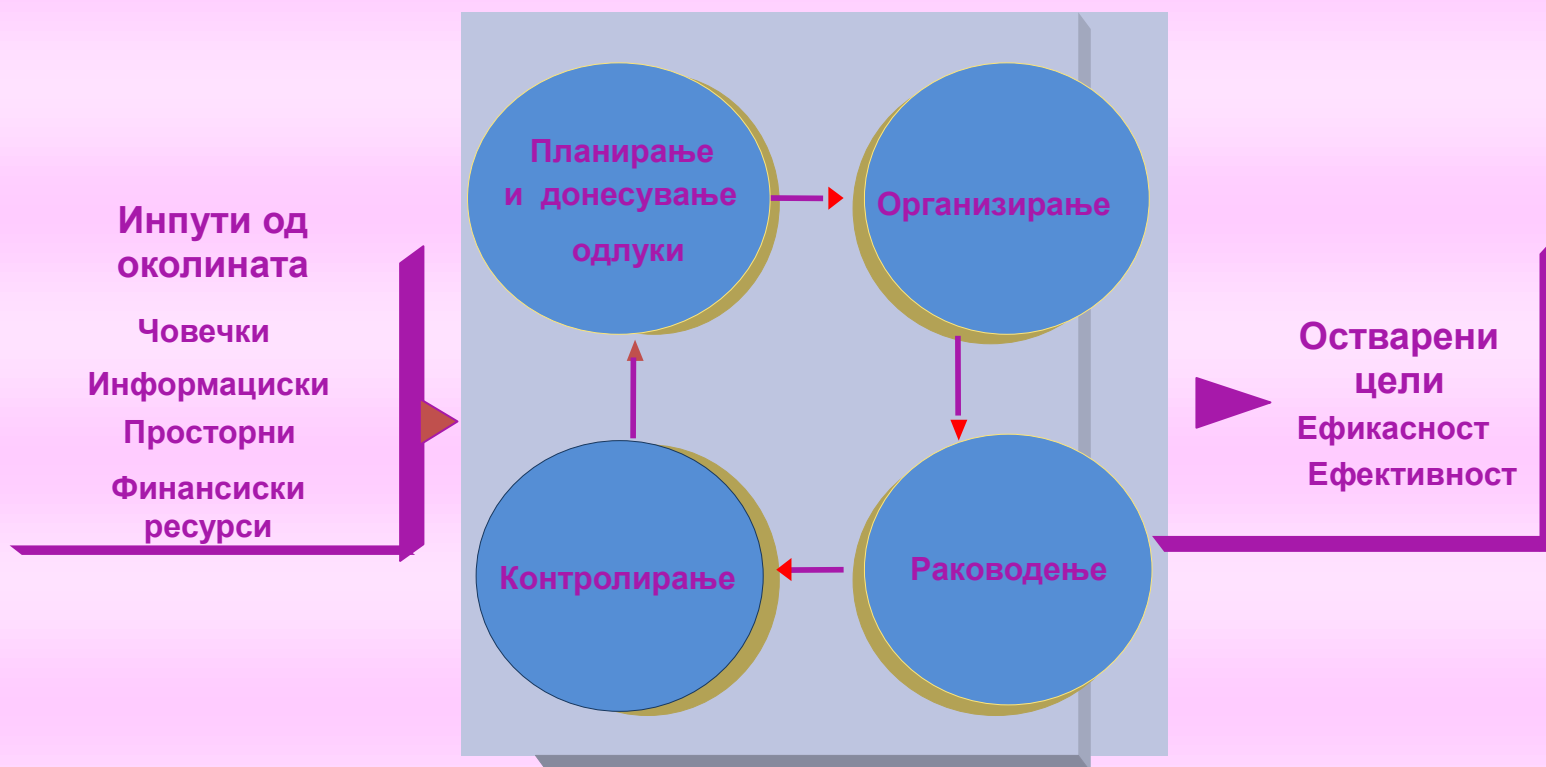 Инпути од
околината
Човечки
Информациски
Просторни
Финансиски
ресурси
Планирање
и донесување
одлуки
Организирање
Контролирање
Раководење
Остварени
цели
Ефикасност
Ефективност